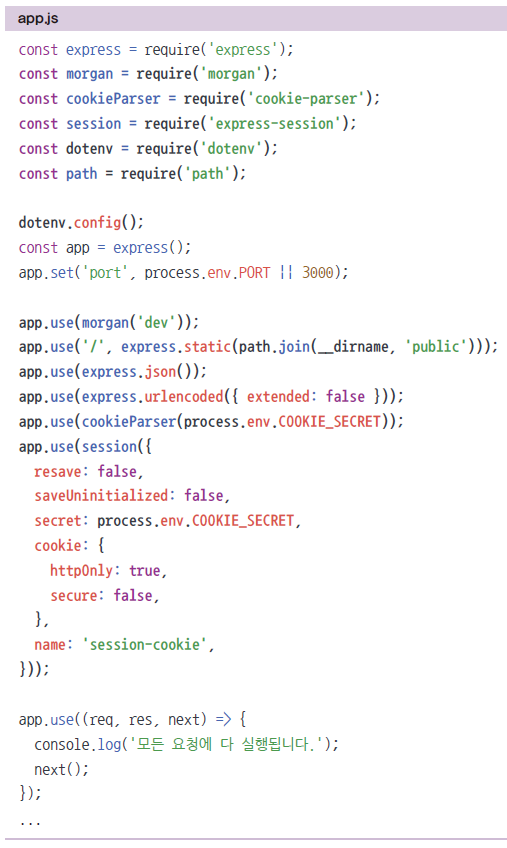 app.js
const express = require('express');
const morgan = require('morgan');
const cookieParser = require('cookie-parser');
const session = require('express-session');
const dotenv = require('dotenv');
const path = require('path');

dotenv.config();
const app = express();
app.set('port', process.env.PORT || 3000);

app.use(morgan('dev'));
app.use('/', express.static(path.join(__dirname, 'public')));
app.use(express.json());
app.use(express.urlencoded({ extended: false }));
app.use(cookieParser(process.env.COOKIE_SECRET));
app.use(session({
  resave: false,
  saveUninitialized: false,
  secret: process.env.COOKIE_SECRET,
  cookie: {
    httpOnly: true,
    secure: false,
  },
  name: 'session-cookie',
}));

app.use((req, res, next) => {
  console.log('모든 요청에 다 실행됩니다.');
  next();
});
...